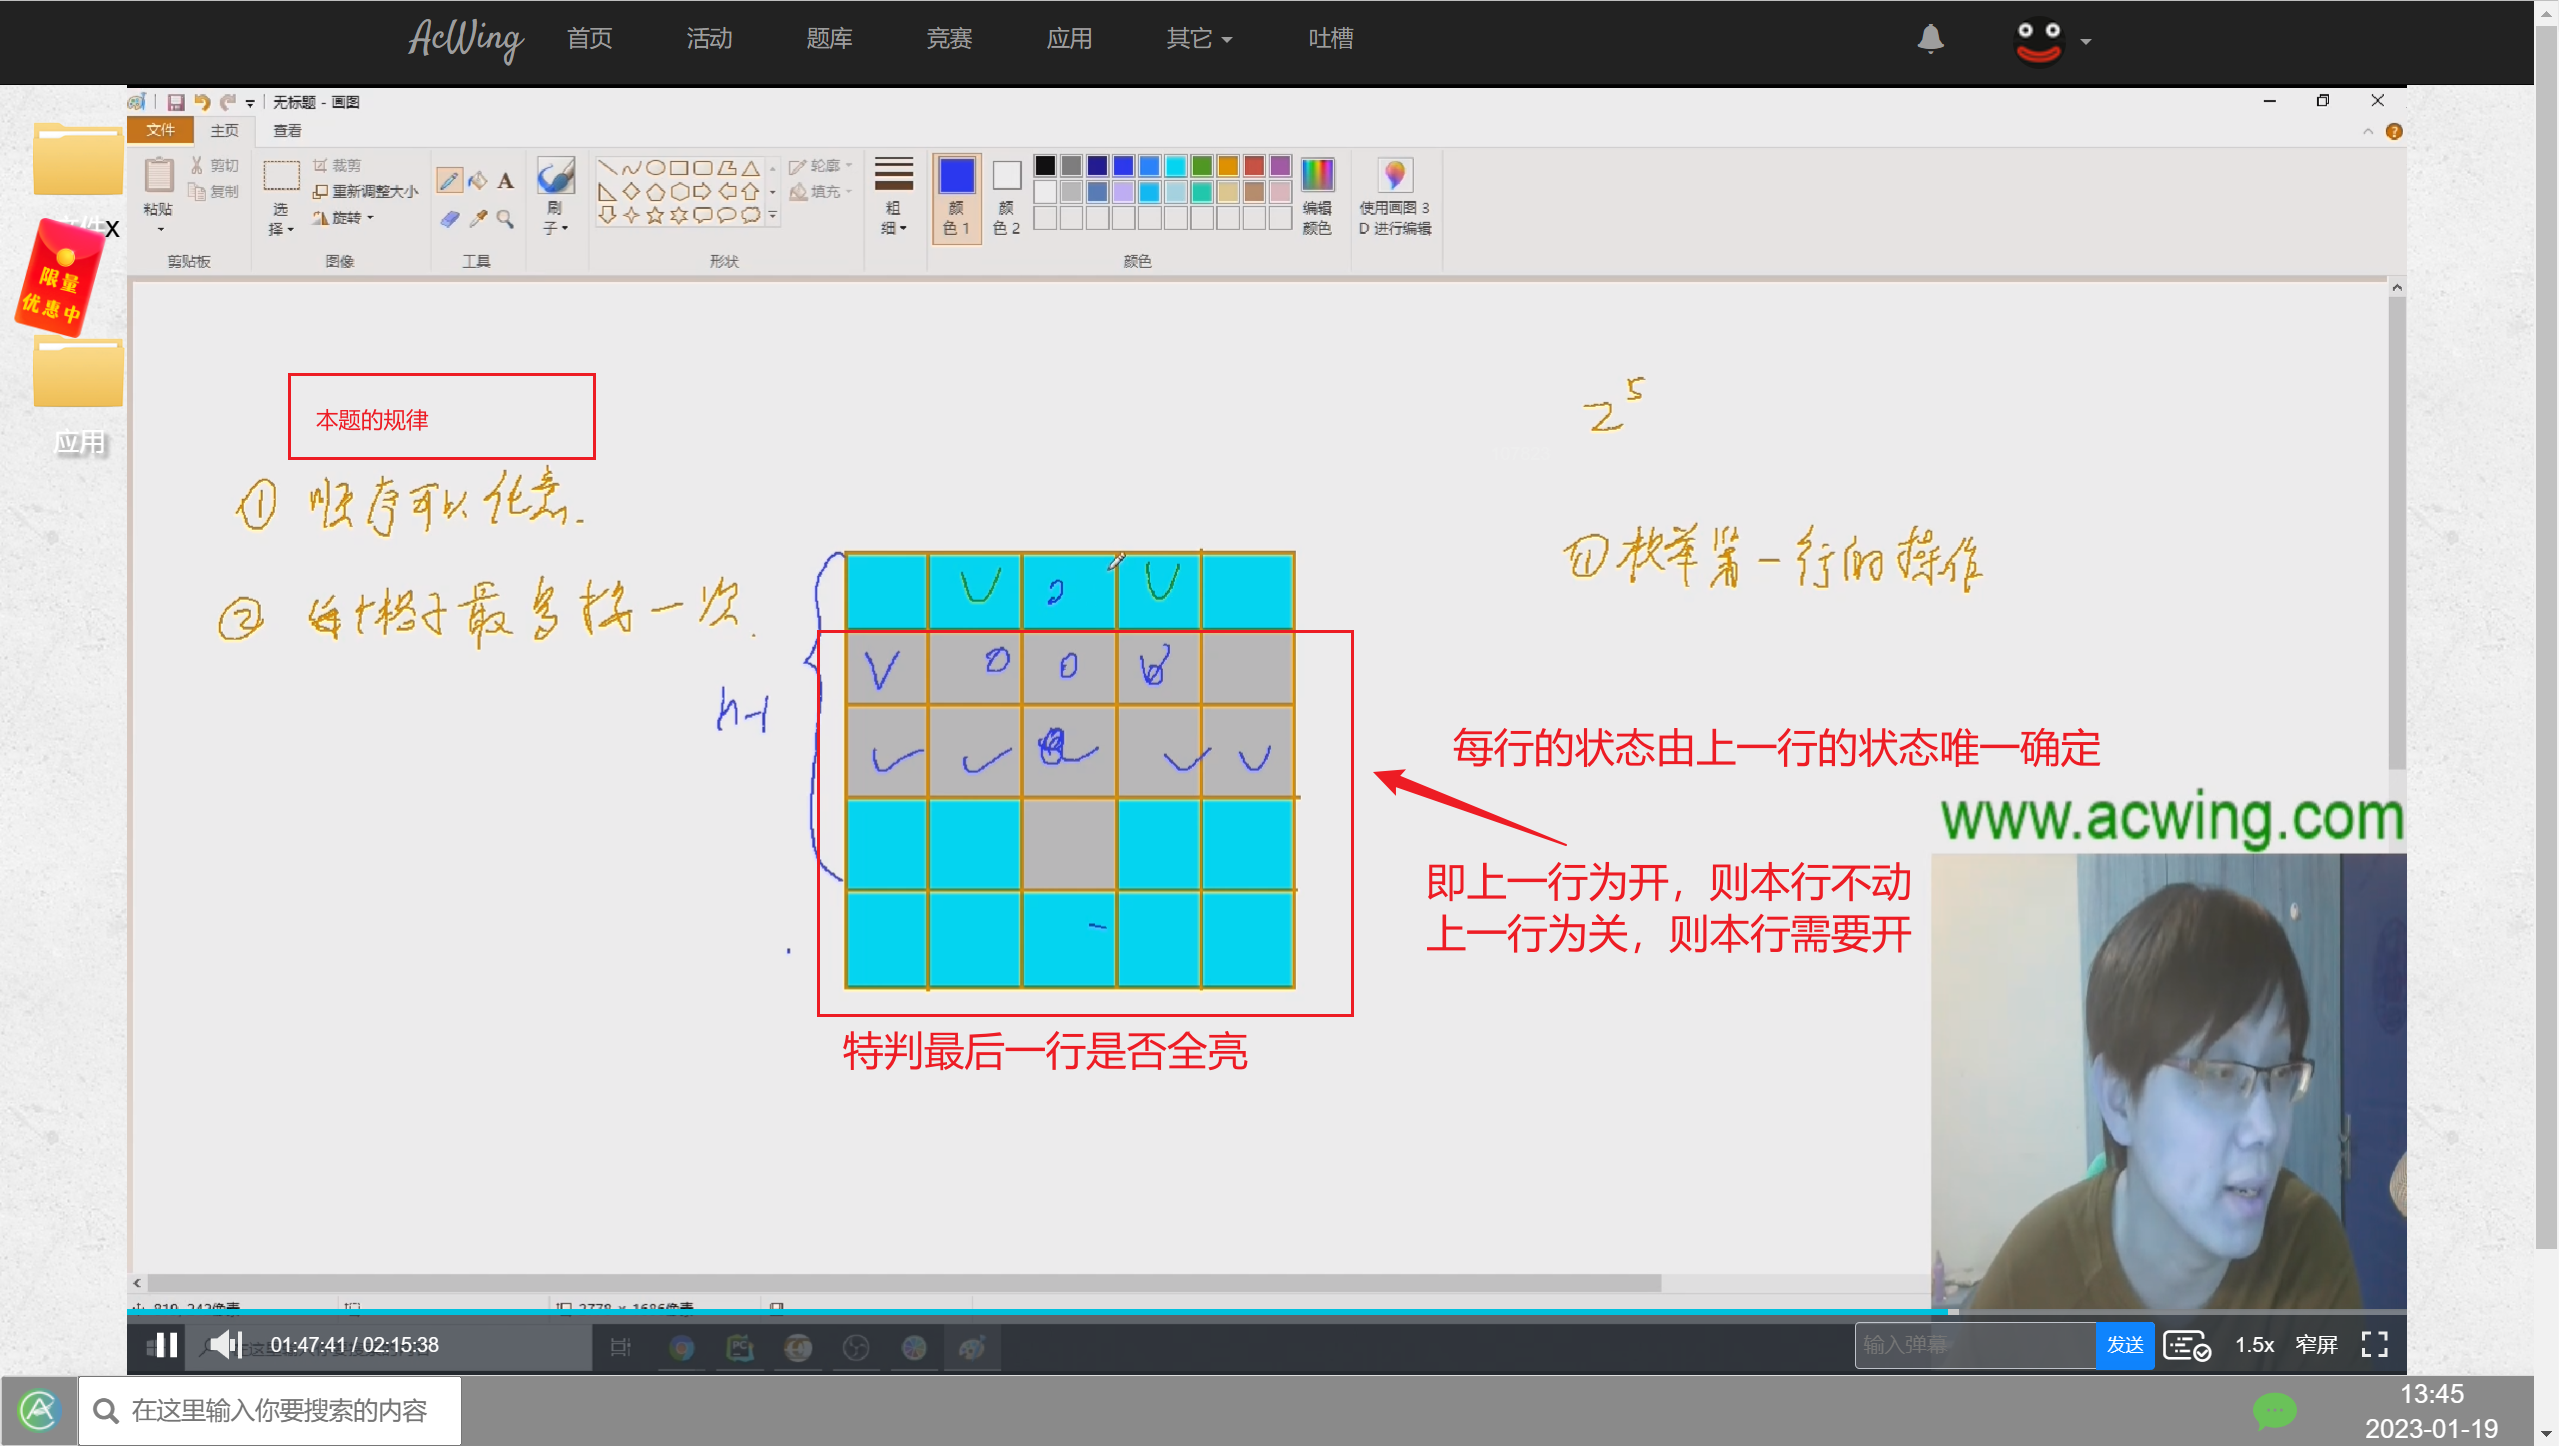 AcWing 首页 活动 题库 竞赛 应用 其它 吐槽
无标题 - 画图
文件 主页 查看
粘贴 剪切 复制
剪贴板
选择 裁剪 重新调整大小 旋转
图像
工具
刷子
形状
轮廓 填充
粗细
颜色 1
颜色 2
颜色
编辑颜色
使用画图 3D 进行编辑
x
限量
优惠中
应用
本题的规律
① 顺序可以任意.
② 每个格子最多按一次.
2^5
① 枚举第一行的操作
n-1
每行的状态由上一行的状态唯一确定
即上一行为开，则本行不动
上一行为关，则本行需要开
特判最后一行是否全亮
www.acwing.com
01:47:41 / 02:15:38
输入弹幕 发送 1.5x 窄屏
在这里输入你要搜索的内容
13:45
2023-01-19